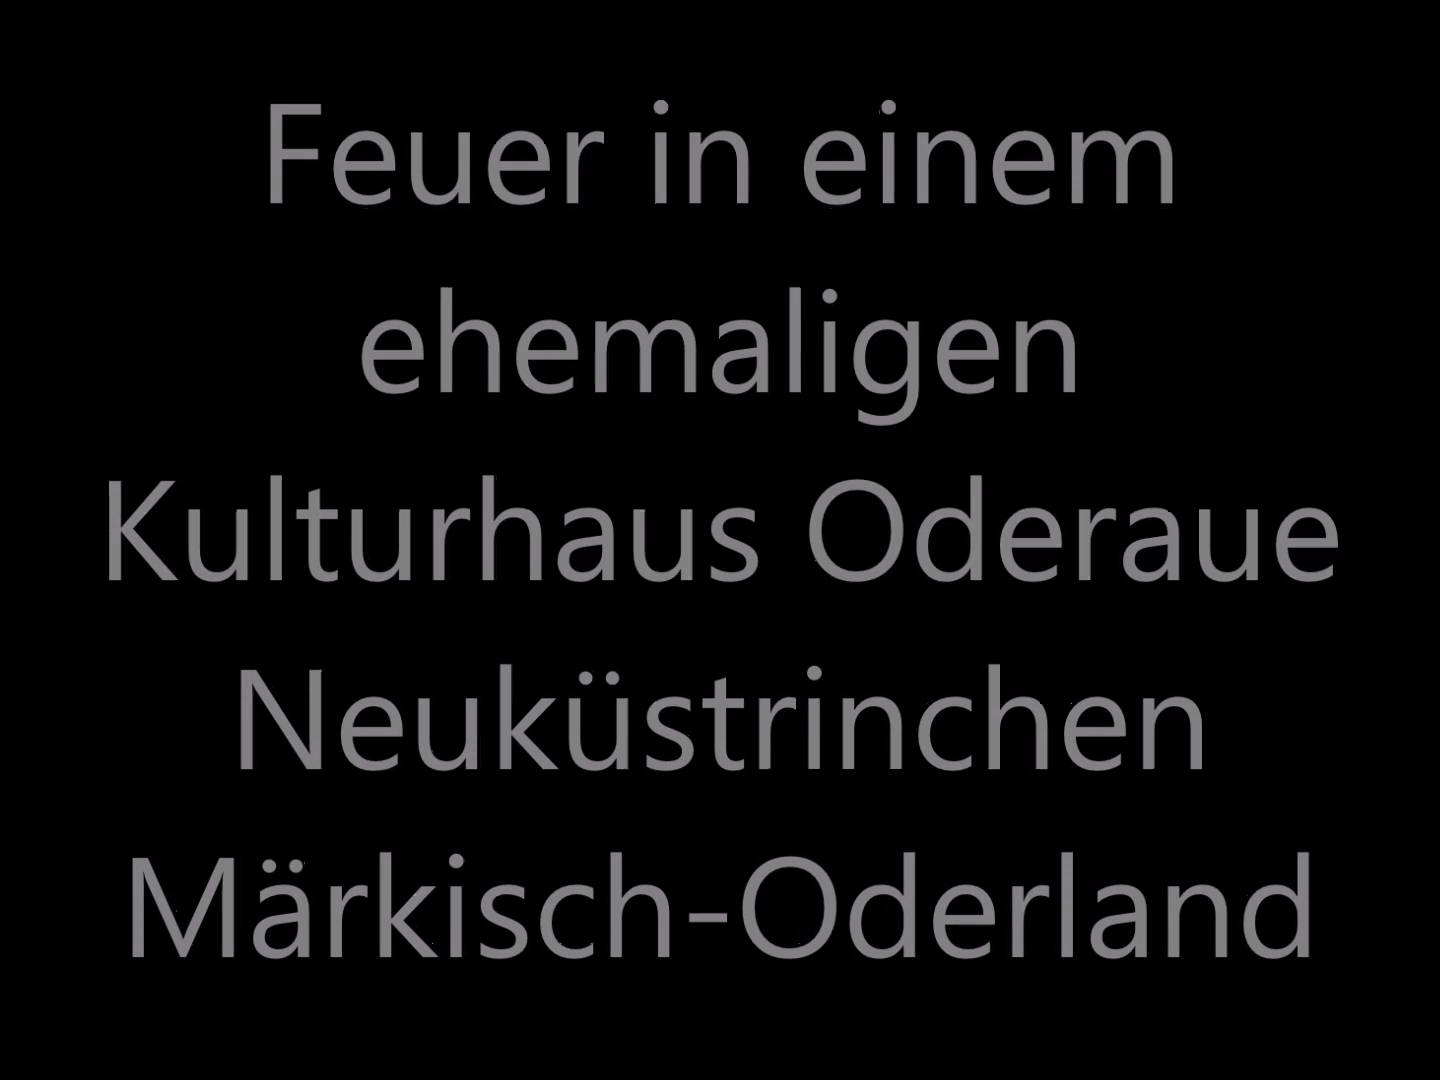 Feuer in einem
ehemaligen
Kulturhaus Oderaue
Neuküstrinchen
Märkisch-Oderland